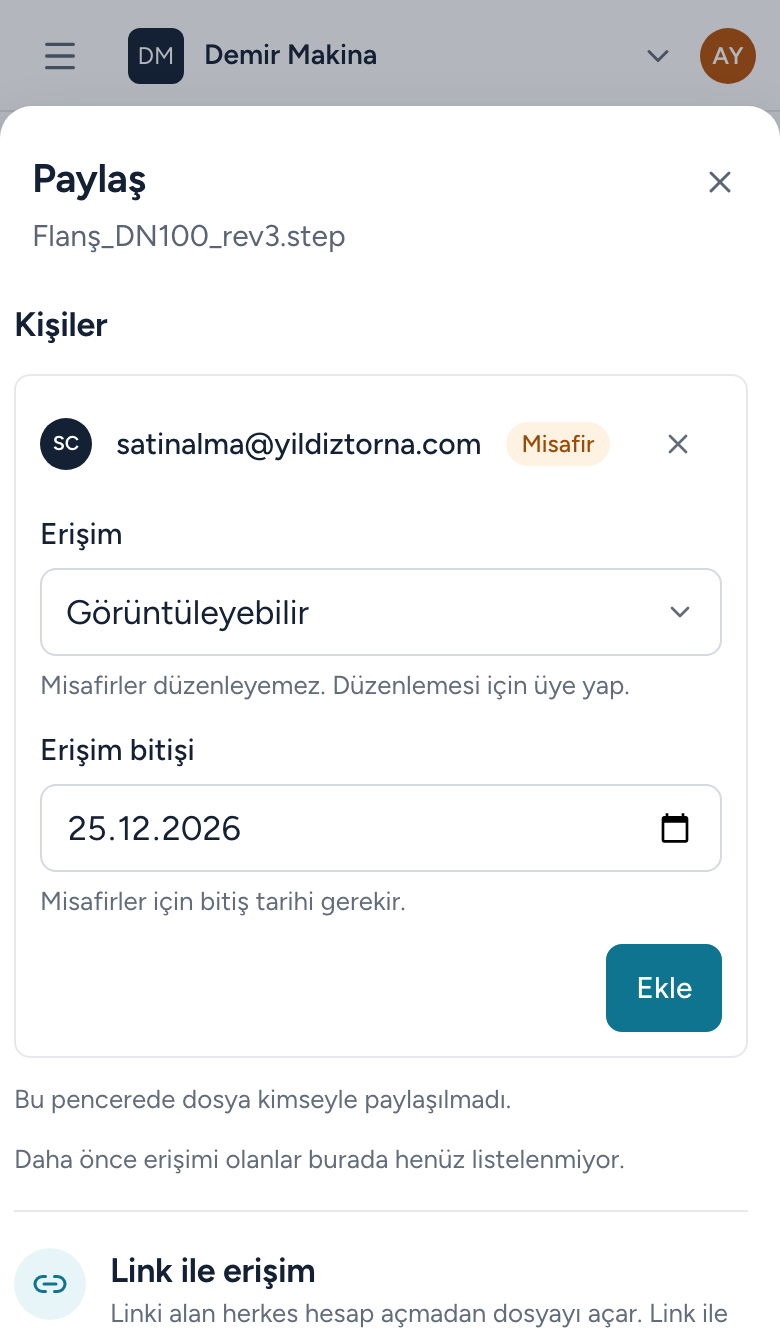 DM Demir Makina AY
Paylaş
Flanş_DN100_rev3.step
Kişiler
SC satinalma@yildiztorna.com Misafir
Erişim
Görüntüleyebilir
Misafirler düzenleyemez. Düzenlemesi için üye yap.
Erişim bitişi
25.12.2026
Misafirler için bitiş tarihi gerekir.
Ekle
Bu pencerede dosya kimseyle paylaşılmadı.
Daha önce erişimi olanlar burada henüz listelenmiyor.
Link ile erişim
Linki alan herkes hesap açmadan dosyayı açar. Link ile